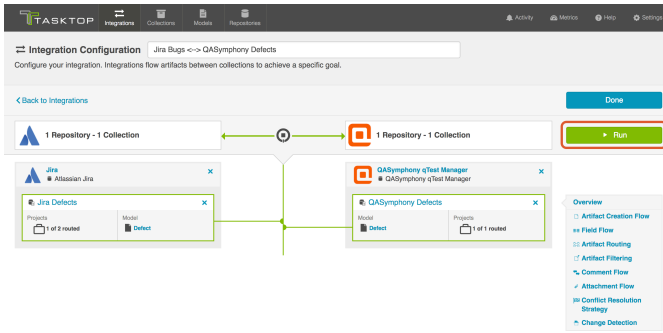 TASKTOP
Integrations
Collections
Models
Repositories
Activity
Metrics
Help
Settings
Integration Configuration
Jira Bugs <--> QASymphony Defects
Configure your integration. Integrations flow artifacts between collections to achieve a specific goal.
Back to Integrations
Done
1 Repository - 1 Collection
1 Repository - 1 Collection
Run
Jira
Atlassian Jira
QASymphony qTest Manager
QASymphony qTest Manager
Jira Defects
QASymphony Defects
Projects
Model
1 of 2 routed
Defect
Model
Projects
Defect
1 of 1 routed
Overview
Artifact Creation Flow
Field Flow
Artifact Routing
Artifact Filtering
Comment Flow
Attachment Flow
Conflict Resolution
Strategy
Change Detection